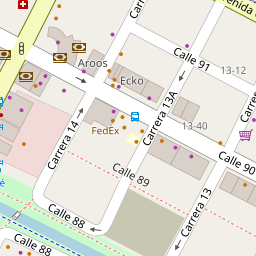 enida
Calle 91
Aroos
Ecko
13-12
Carrera 13A
FedEx
13-40
Carrera 14
Calle 90
Calle 89
Carrera 13
Calle 88
Calle 88